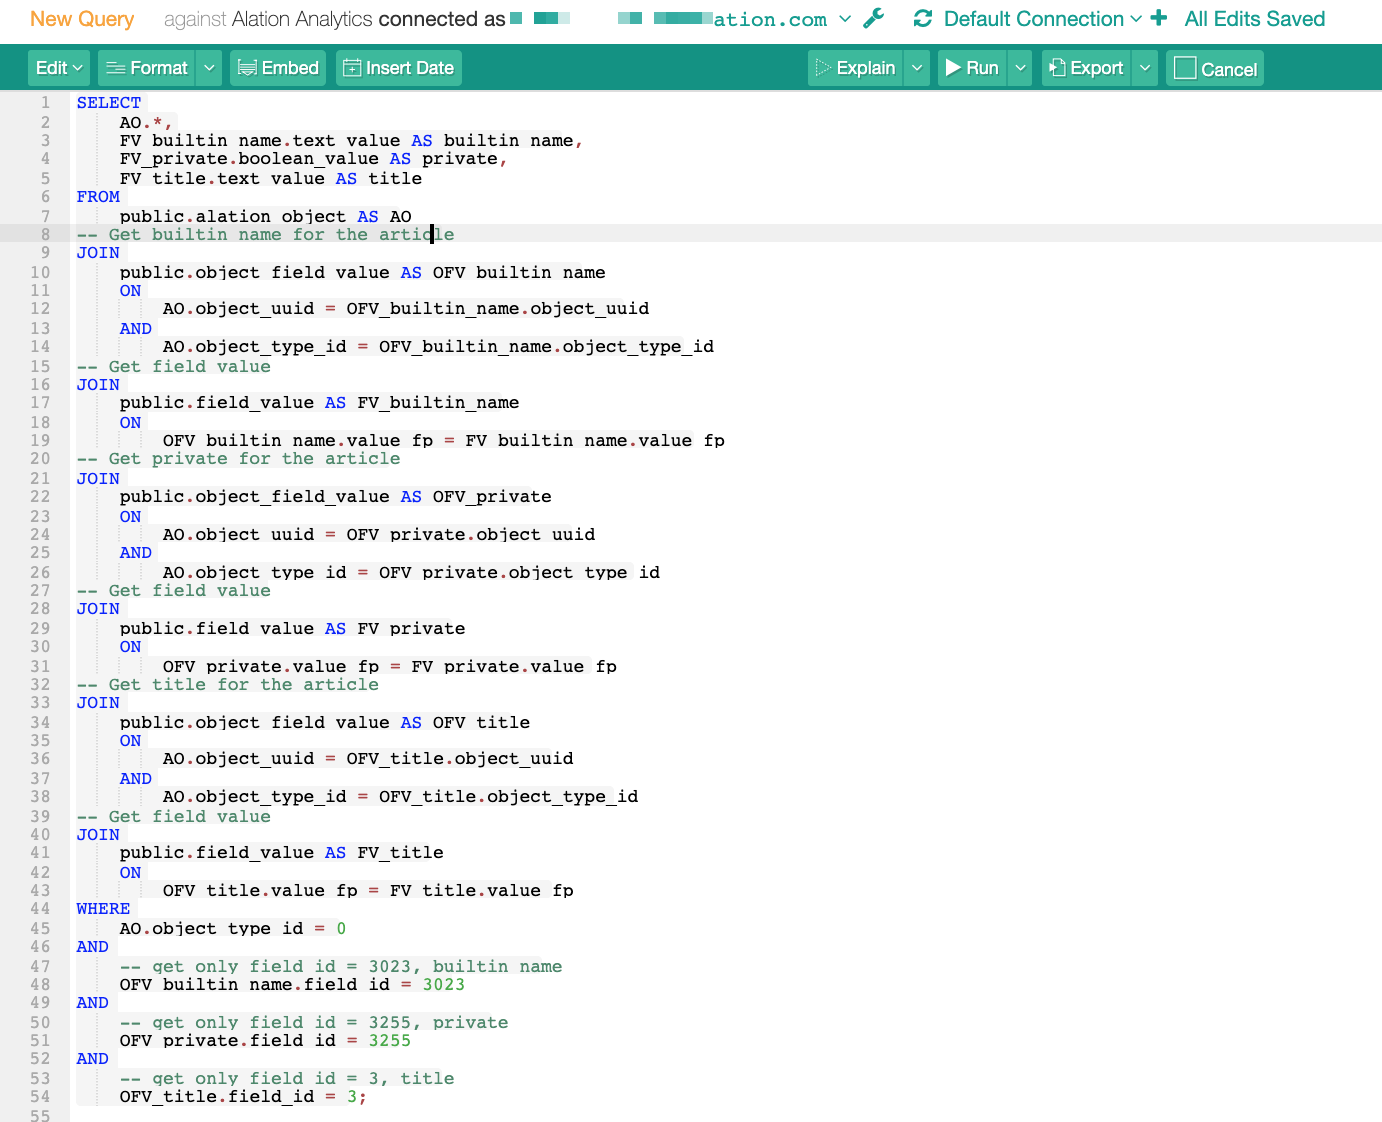 New Query against Alation Analytics connected as ation.com Default Connection All Edits Saved
Edit Format Embed Insert Date Explain Run Export Cancel
1 SELECT
2 AO.*,
3 FV_builtin_name.text_value AS builtin_name,
4 FV_private.boolean_value AS private,
5 FV_title.text_value AS title
6 FROM
7 public.alation_object AS AO
8 -- Get builtin name for the article
9 JOIN
10 public.object_field_value AS OFV_builtin_name
11 ON
12 AO.object_uuid = OFV_builtin_name.object_uuid
13 AND
14 AO.object_type_id = OFV_builtin_name.object_type_id
15 -- Get field value
16 JOIN
17 public.field_value AS FV_builtin_name
18 ON
19 OFV_builtin_name.value_fp = FV_builtin_name.value_fp
20 -- Get private for the article
21 JOIN
22 public.object_field_value AS OFV_private
23 ON
24 AO.object_uuid = OFV_private.object_uuid
25 AND
26 AO.object_type_id = OFV_private.object_type_id
27 -- Get field value
28 JOIN
29 public.field_value AS FV_private
30 ON
31 OFV_private.value_fp = FV_private.value_fp
32 -- Get title for the article
33 JOIN
34 public.object_field_value AS OFV_title
35 ON
36 AO.object_uuid = OFV_title.object_uuid
37 AND
38 AO.object_type_id = OFV_title.object_type_id
39 -- Get field value
40 JOIN
41 public.field_value AS FV_title
42 ON
43 OFV_title.value_fp = FV_title.value_fp
44 WHERE
45 AO.object_type_id = 0
46 AND
47 -- get only field id = 3023, builtin name
48 OFV_builtin_name.field_id = 3023
49 AND
50 -- get only field id = 3255, private
51 OFV_private.field_id = 3255
52 AND
53 -- get only field id = 3, title
54 OFV_title.field_id = 3;
55